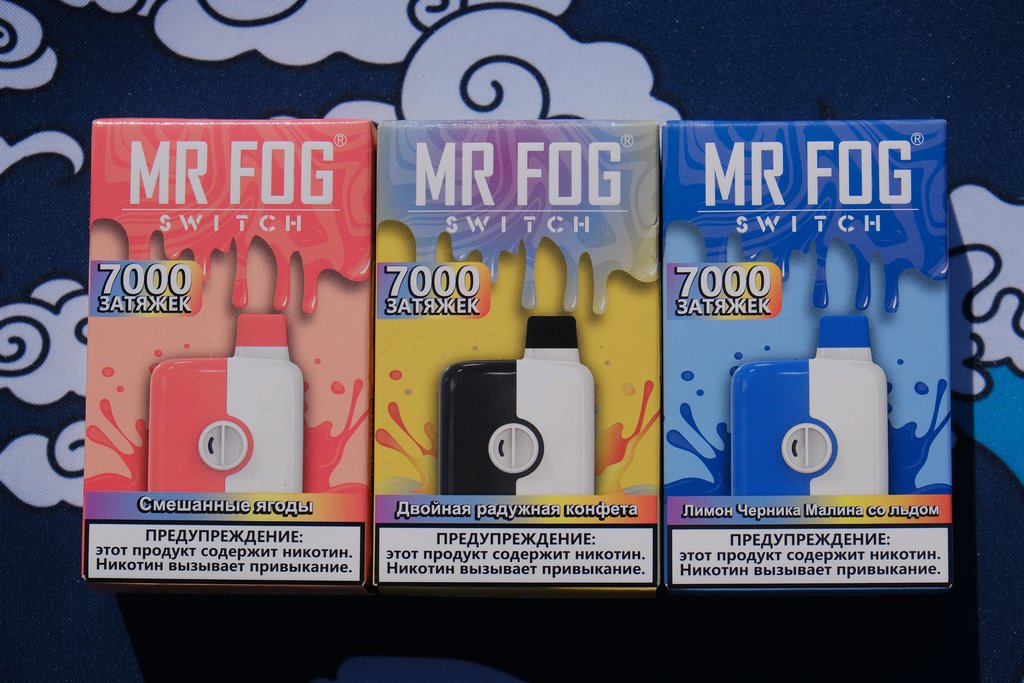 MR FOG®
SWITCH
7000
ЗАТЯЖЕК
Смешанные ягоды
ПРЕДУПРЕЖДЕНИЕ:
этот продукт содержит никотин.
Никотин вызывает привыкание.
MR FOG®
SWITCH
7000
ЗАТЯЖЕК
Двойная радужная конфета
ПРЕДУПРЕЖДЕНИЕ:
этот продукт содержит никотин.
Никотин вызывает привыкание.
MR FOG®
SWITCH
7000
ЗАТЯЖЕК
Лимон Черника Малина со льдом
ПРЕДУПРЕЖДЕНИЕ:
этот продукт содержит никотин.
Никотин вызывает привыкание.